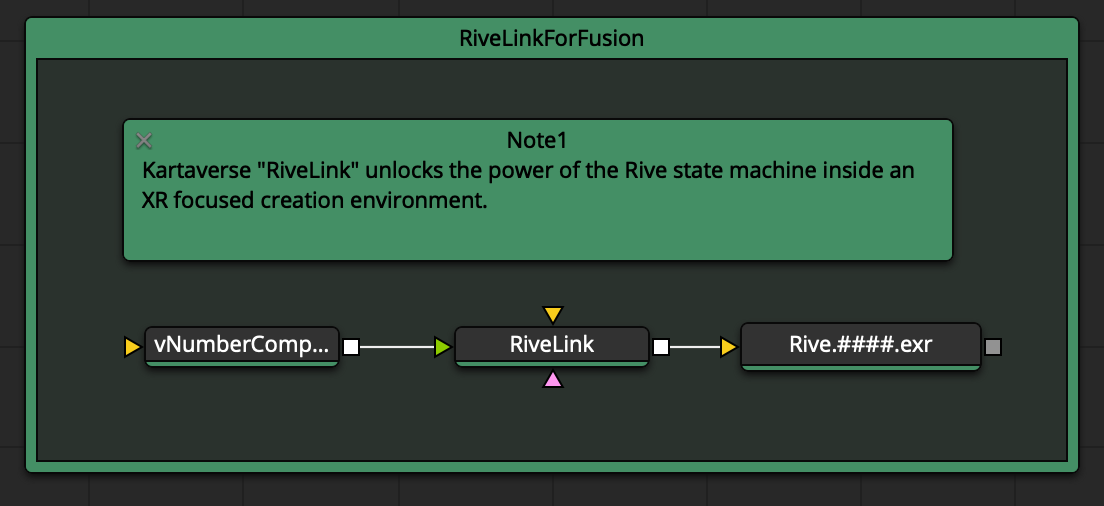 RiveLinkForFusion
Note1
Kartaverse "RiveLink" unlocks the power of the Rive state machine inside an
XR focused creation environment.
vNumberComp... RiveLink Rive.####.exr